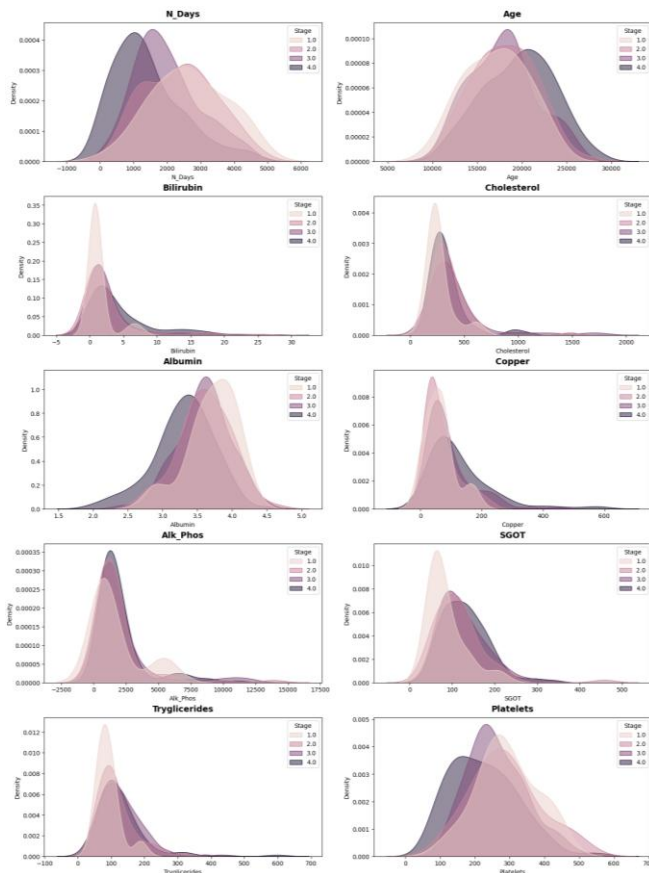 N_Days
Density
0.0004
0.0003
0.0002
0.0001
0.0000
-1000 0 1000 2000 3000 4000 5000 6000
N_Days
Stage
1.0
2.0
3.0
4.0
Age
Density
0.00010
0.00008
0.00006
0.00004
0.00002
0.00000
5000 10000 15000 20000 25000 30000
Age
Stage
1.0
2.0
3.0
4.0
Bilirubin
Density
0.35
0.30
0.25
0.20
0.15
0.10
0.05
0.00
-5 0 5 10 15 20 25 30
Bilirubin
Stage
1.0
2.0
3.0
4.0
Cholesterol
Density
0.004
0.003
0.002
0.001
0.000
0 500 1000 1500 2000
Cholesterol
Stage
1.0
2.0
3.0
4.0
Albumin
Density
1.0
0.8
0.6
0.4
0.2
0.0
1.5 2.0 2.5 3.0 3.5 4.0 4.5 5.0
Albumin
Stage
1.0
2.0
3.0
4.0
Copper
Density
0.008
0.006
0.004
0.002
0.000
0 200 400 600
Copper
Stage
1.0
2.0
3.0
4.0
Alk_Phos
Density
0.00035
0.00030
0.00025
0.00020
0.00015
0.00010
0.00005
0.00000
-2500 0 2500 5000 7500 10000 12500 15000 17500
Alk_Phos
Stage
1.0
2.0
3.0
4.0
SGOT
Density
0.010
0.008
0.006
0.004
0.002
0.000
0 100 200 300 400 500
SGOT
Stage
1.0
2.0
3.0
4.0
Tryglicerides
Density
0.012
0.010
0.008
0.006
0.004
0.002
0.000
-100 0 100 200 300 400 500 600 700
Tryglicerides
Stage
1.0
2.0
3.0
4.0
Platelets
Density
0.005
0.004
0.003
0.002
0.001
0.000
0 100 200 300 400 500 600 700
Platelets
Stage
1.0
2.0
3.0
4.0